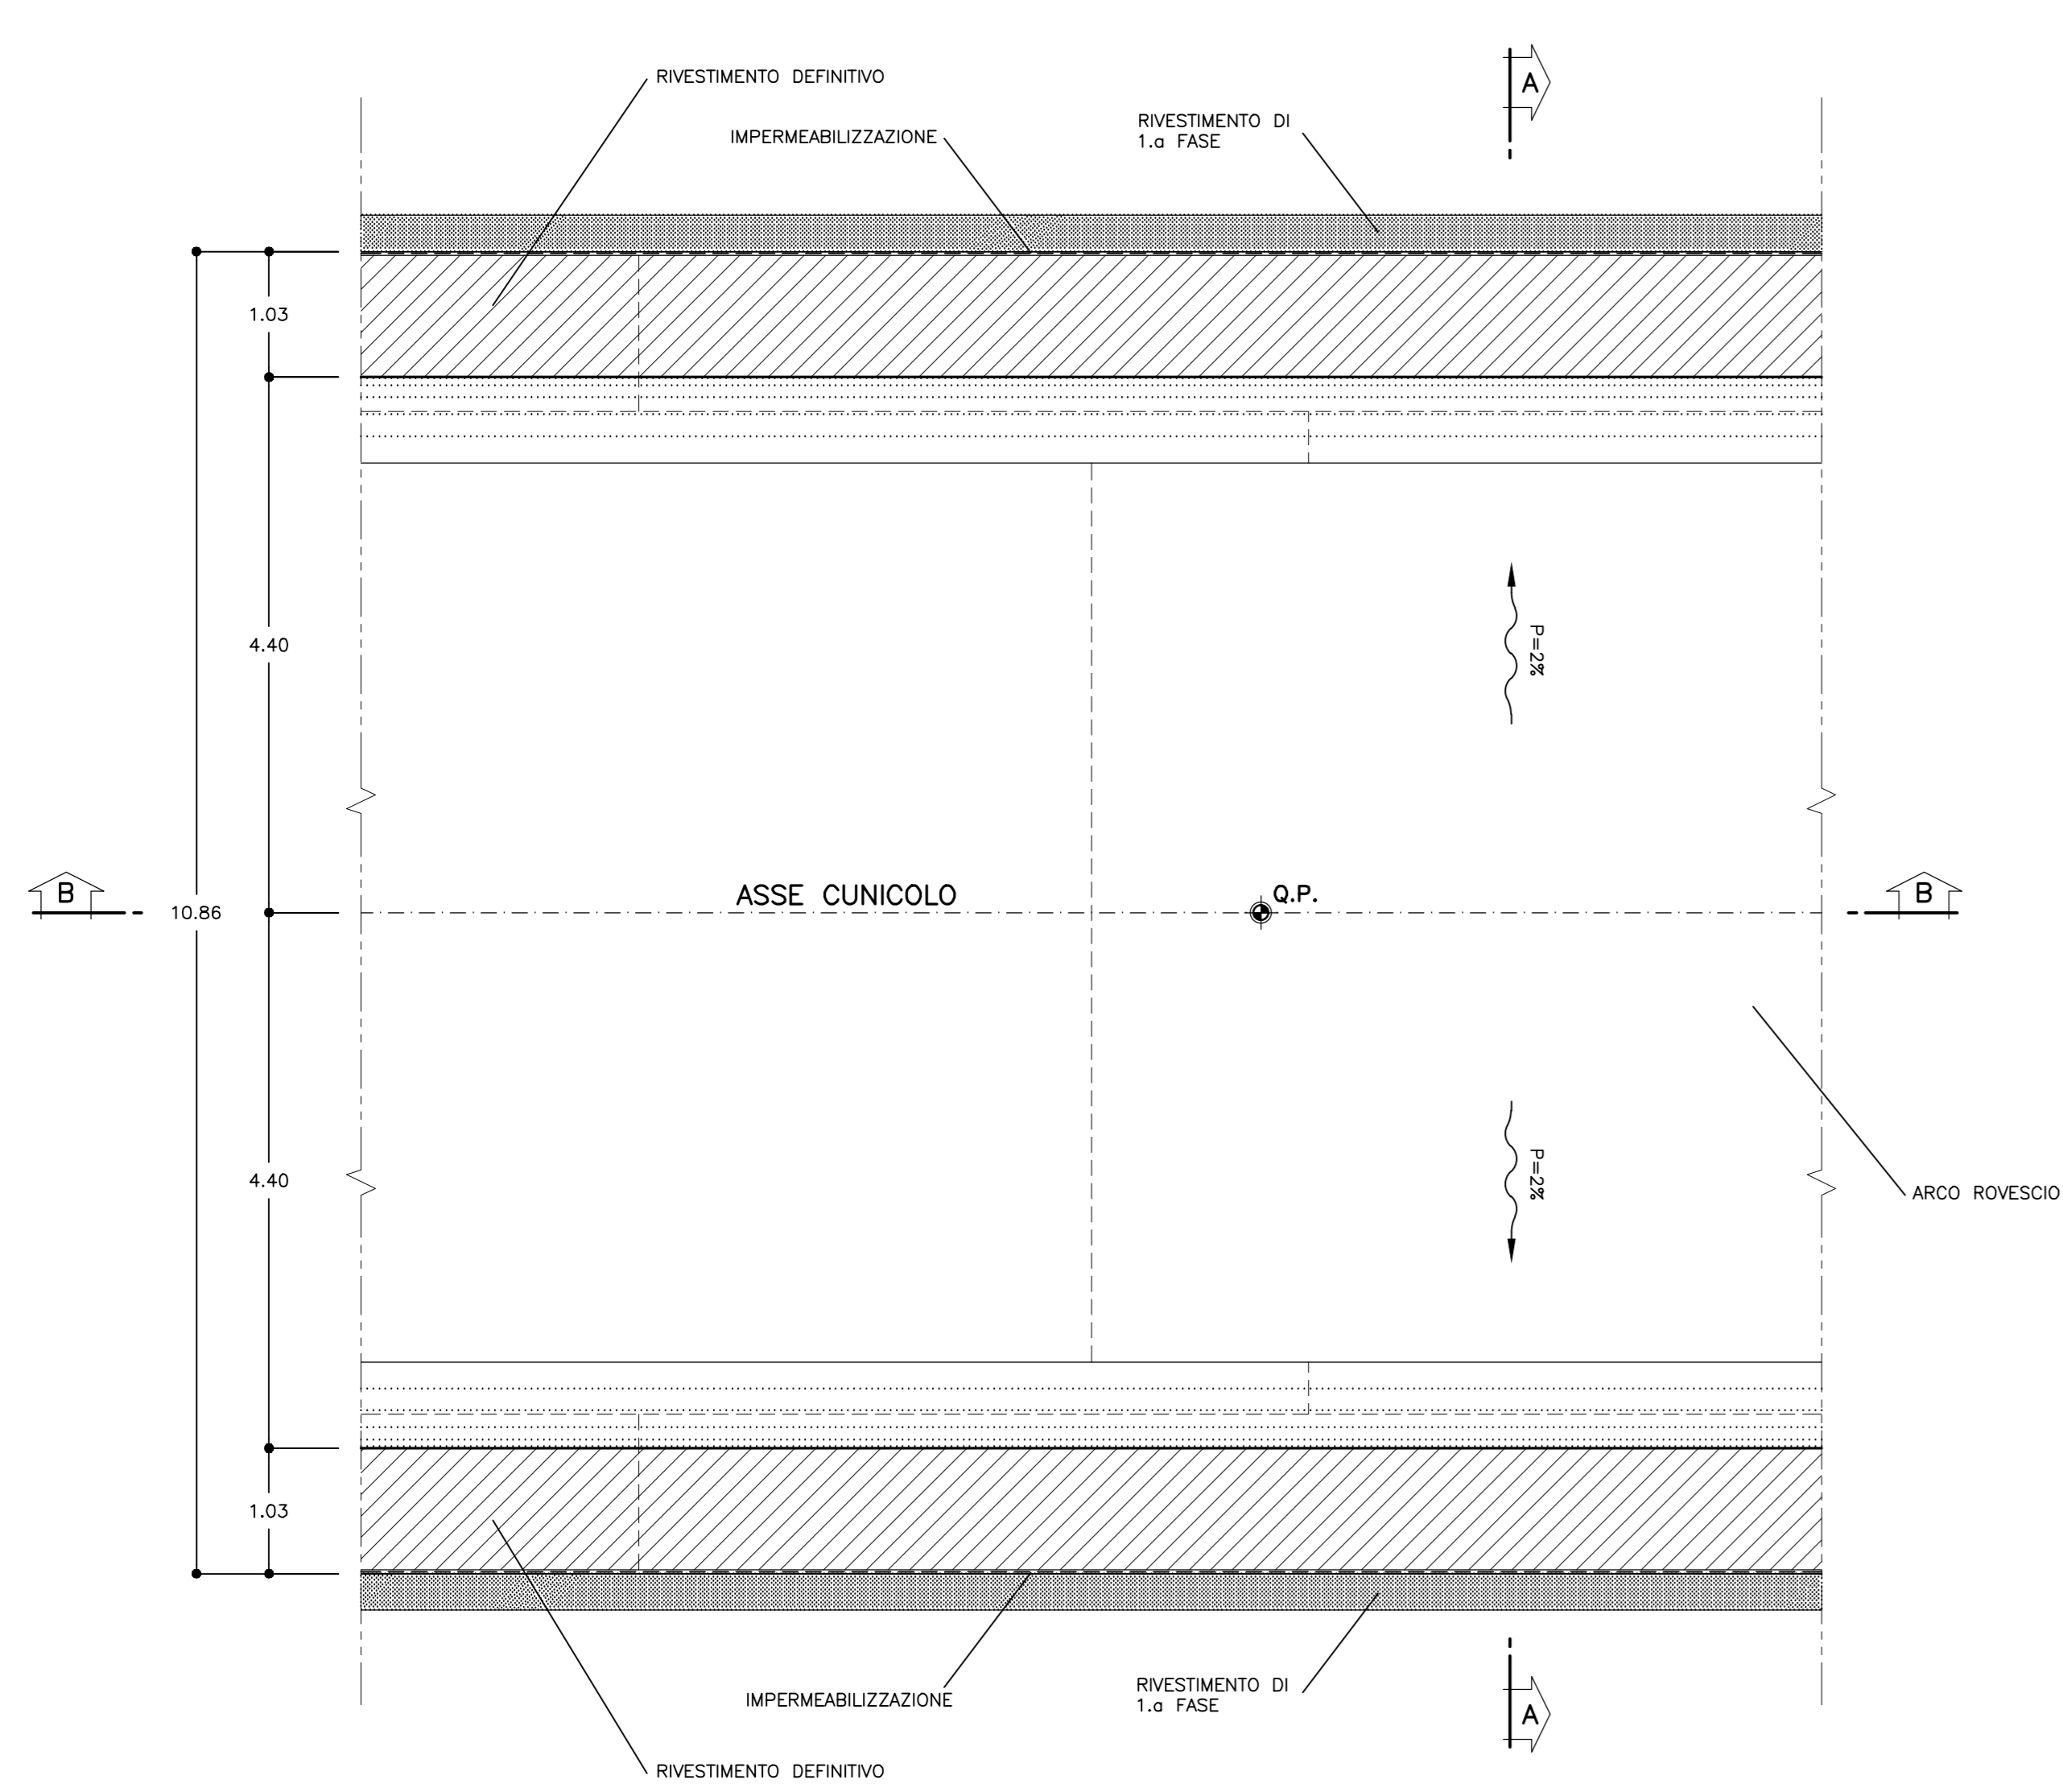 A
RIVESTIMENTO DEFINITIVO
IMPERMEABILIZZAZIONE
RIVESTIMENTO DI
1.a FASE
1.03
4.40
P=2%
B
10.86
ASSE CUNICOLO
Q.P.
B
4.40
P=2%
ARCO ROVESCIO
1.03
IMPERMEABILIZZAZIONE
RIVESTIMENTO DI
1.a FASE
A
RIVESTIMENTO DEFINITIVO